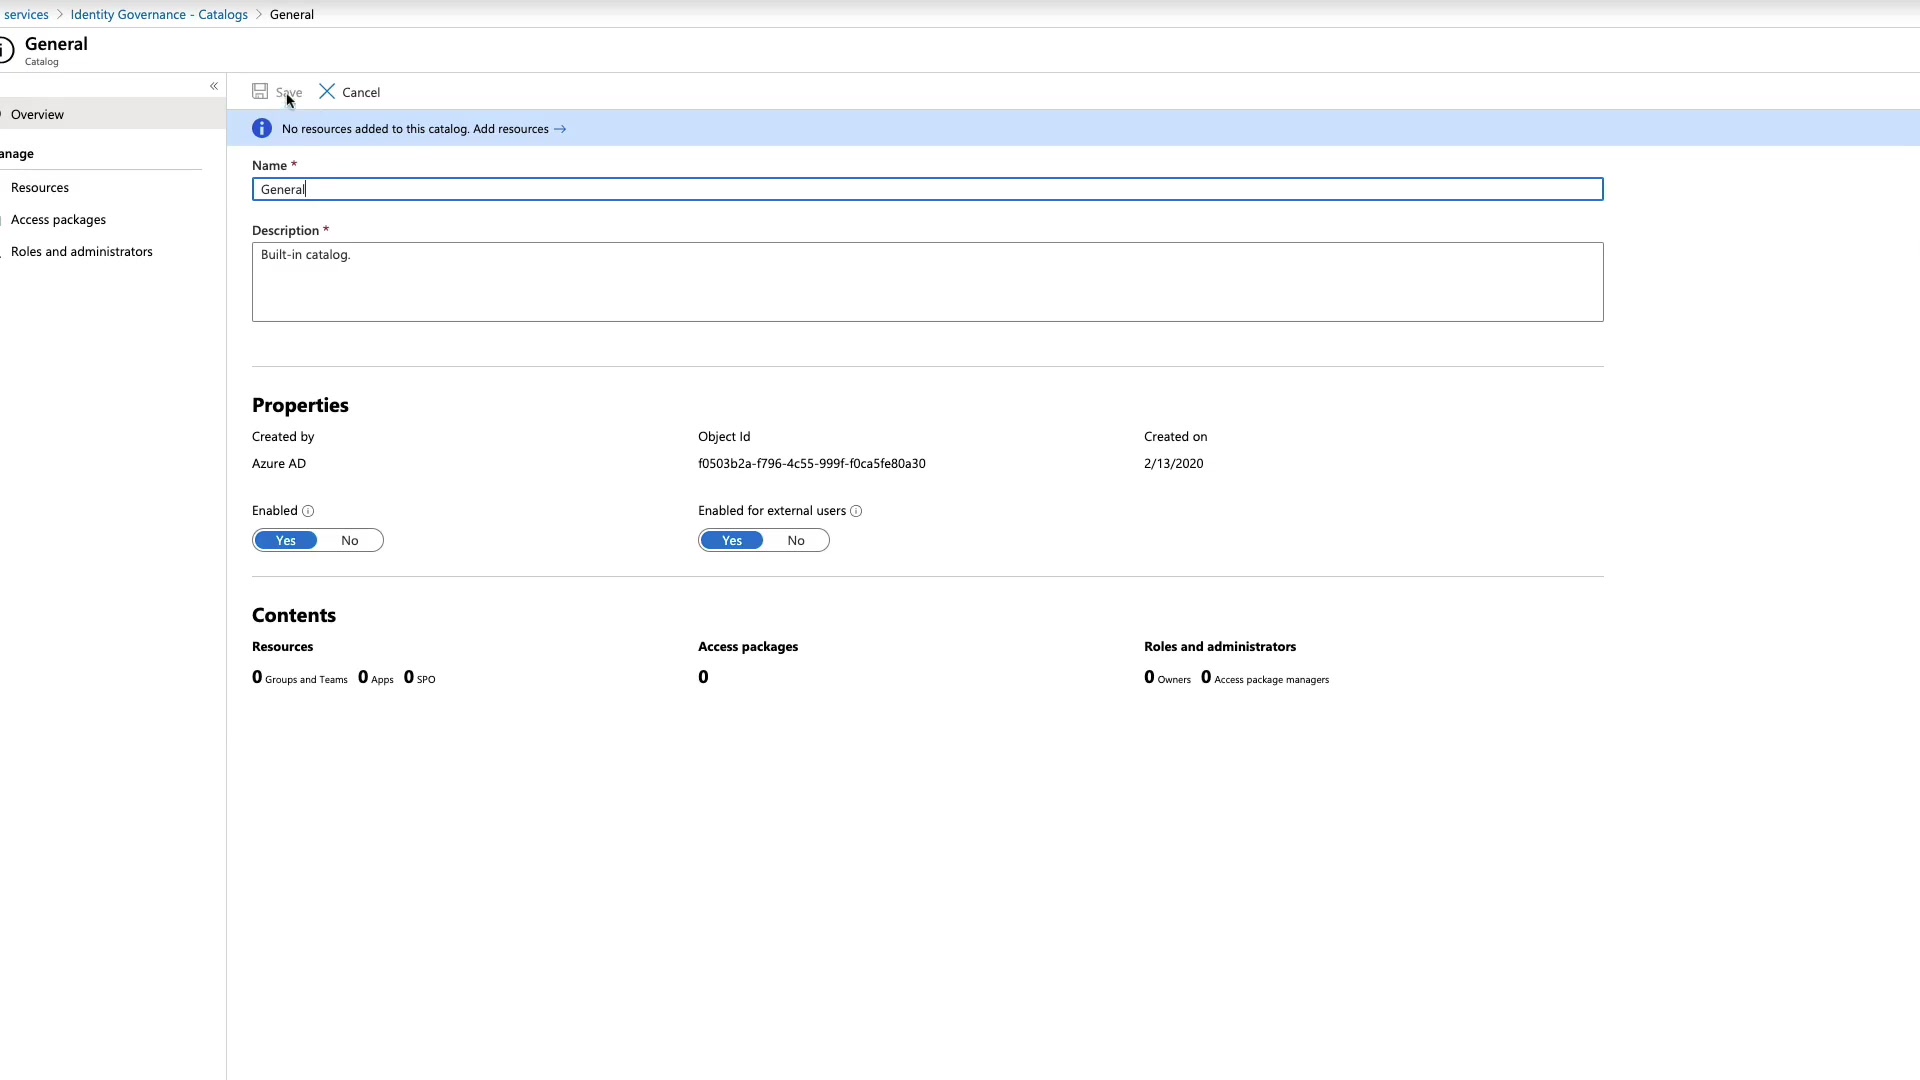 services > Identity Governance - Catalogs > General
General
Catalog
«
Save Cancel
Overview
No resources added to this catalog. Add resources →
anage
Name *
General
Resources
Access packages
Description *
Roles and administrators
Built-in catalog.
Properties
Created by Object Id Created on
Azure AD f0503b2a-f796-4c55-999f-f0ca5fe80a30 2/13/2020
Enabled Enabled for external users
Yes No Yes No
Contents
Resources Access packages Roles and administrators
0 Groups and Teams 0 Apps 0 SPO 0 0 Owners 0 Access package managers